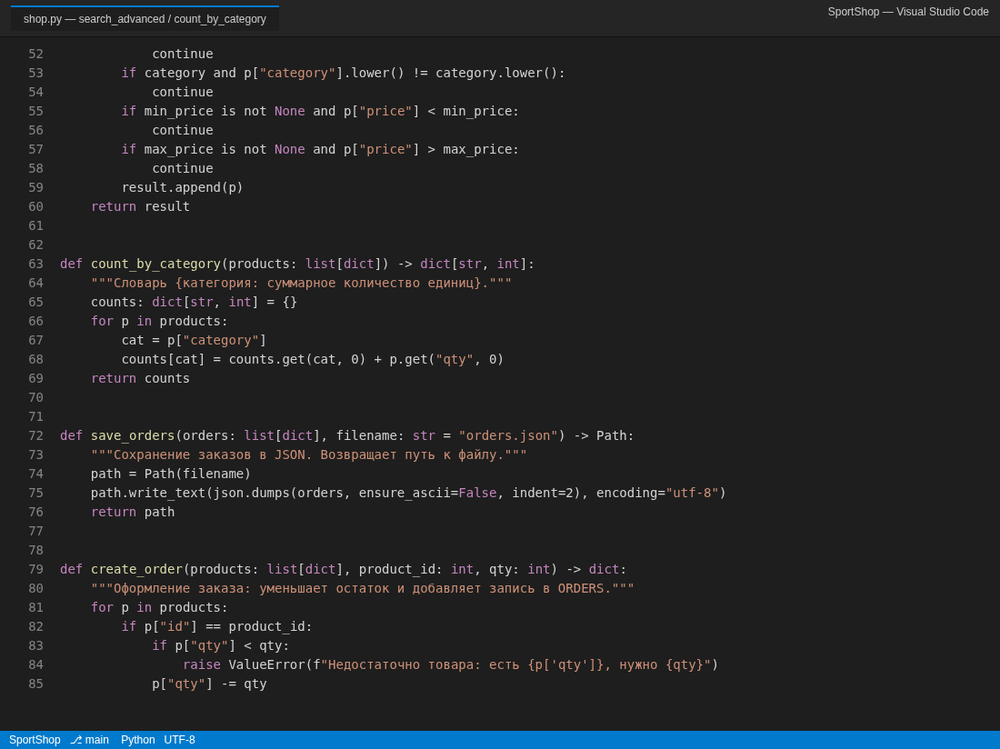 shop.py — search_advanced / count_by_category
SportShop — Visual Studio Code
52             continue
53         if category and p["category"].lower() != category.lower():
54             continue
55         if min_price is not None and p["price"] < min_price:
56             continue
57         if max_price is not None and p["price"] > max_price:
58             continue
59         result.append(p)
60     return result
61
62
63 def count_by_category(products: list[dict]) -> dict[str, int]:
64     """Словарь {категория: суммарное количество единиц}."""
65     counts: dict[str, int] = {}
66     for p in products:
67         cat = p["category"]
68         counts[cat] = counts.get(cat, 0) + p.get("qty", 0)
69     return counts
70
71
72 def save_orders(orders: list[dict], filename: str = "orders.json") -> Path:
73     """Сохранение заказов в JSON. Возвращает путь к файлу."""
74     path = Path(filename)
75     path.write_text(json.dumps(orders, ensure_ascii=False, indent=2), encoding="utf-8")
76     return path
77
78
79 def create_order(products: list[dict], product_id: int, qty: int) -> dict:
80     """Оформление заказа: уменьшает остаток и добавляет запись в ORDERS."""
81     for p in products:
82         if p["id"] == product_id:
83             if p["qty"] < qty:
84                 raise ValueError(f"Недостаточно товара: есть {p['qty']}, нужно {qty}")
85             p["qty"] -= qty
SportShop ⎇ main Python UTF-8